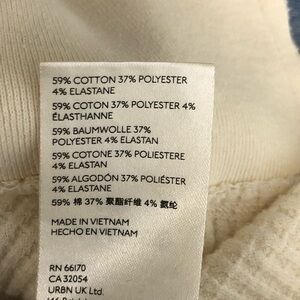 59% COTTON 37% POLYESTER
4% ELASTANE
59% COTON 37% POLYESTER 4%
ÉLASTHANNE
59% BAUMWOLLE 37%
POLYESTER 4% ELASTAN
59% COTONE 37% POLIESTERE
4% ELASTAN
59% ALGODÓN 37% POLIÉSTER
4% ELASTANE
59% 棉 37% 聚酯纤维 4% 氨纶
MADE IN VIETNAM
HECHO EN VIETNAM
RN 66170
CA 32054
URBN UK Ltd.